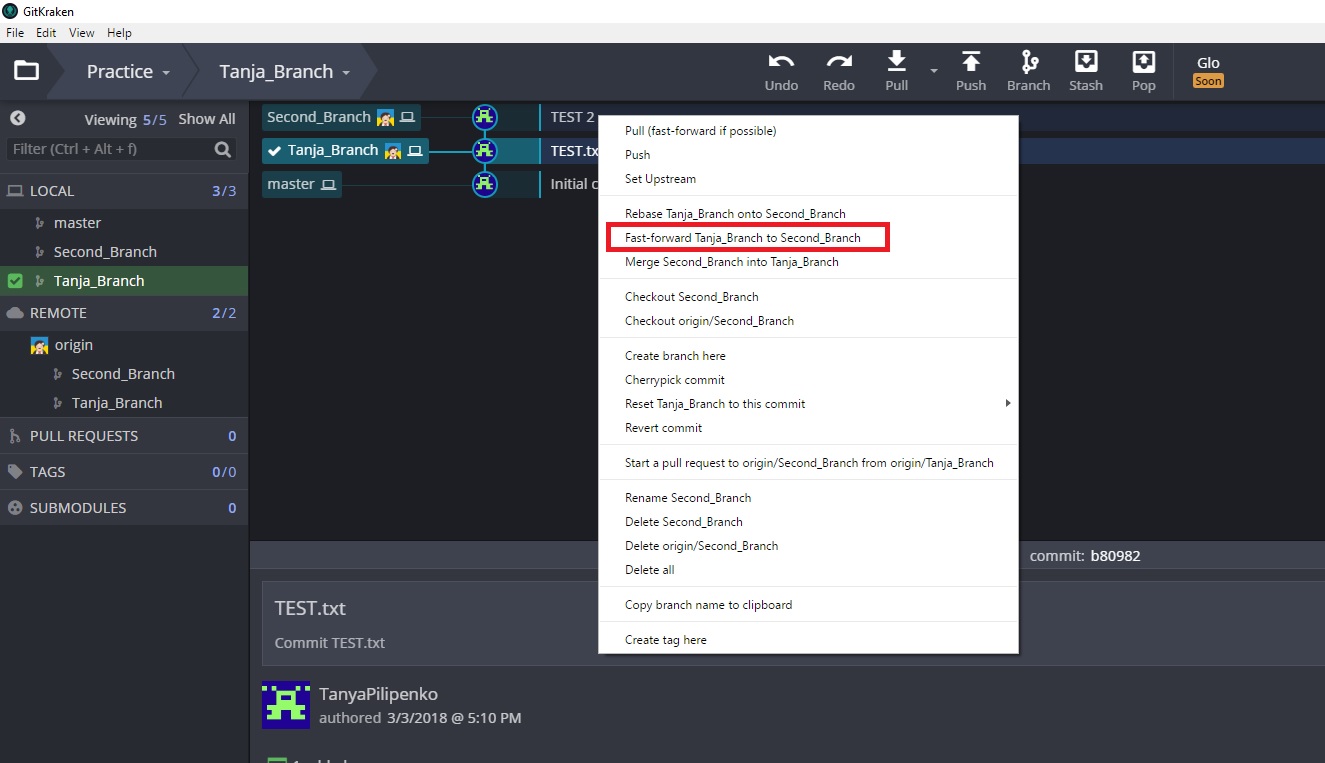 GitKraken
File Edit View Help
Practice Tanja_Branch Undo Redo Pull Push Branch Stash Pop Glo Soon
Viewing 5/5 Show All
Filter (Ctrl + Alt + f)
LOCAL 3/3
master
Second_Branch
Tanja_Branch
REMOTE 2/2
origin
Second_Branch
Tanja_Branch
PULL REQUESTS 0
TAGS 0/0
SUBMODULES 0
Second_Branch TEST 2
Tanja_Branch TEST.tx
master Initial c
Pull (fast-forward if possible)
Push
Set Upstream
Rebase Tanja_Branch onto Second_Branch
Fast-forward Tanja_Branch to Second_Branch
Merge Second_Branch into Tanja_Branch
Checkout Second_Branch
Checkout origin/Second_Branch
Create branch here
Cherrypick commit
Reset Tanja_Branch to this commit
Revert commit
Start a pull request to origin/Second_Branch from origin/Tanja_Branch
Rename Second_Branch
Delete Second_Branch
Delete origin/Second_Branch
Delete all
Copy branch name to clipboard
Create tag here
commit: b80982
TEST.txt
Commit TEST.txt
TanyaPilipenko
authored 3/3/2018 @ 5:10 PM